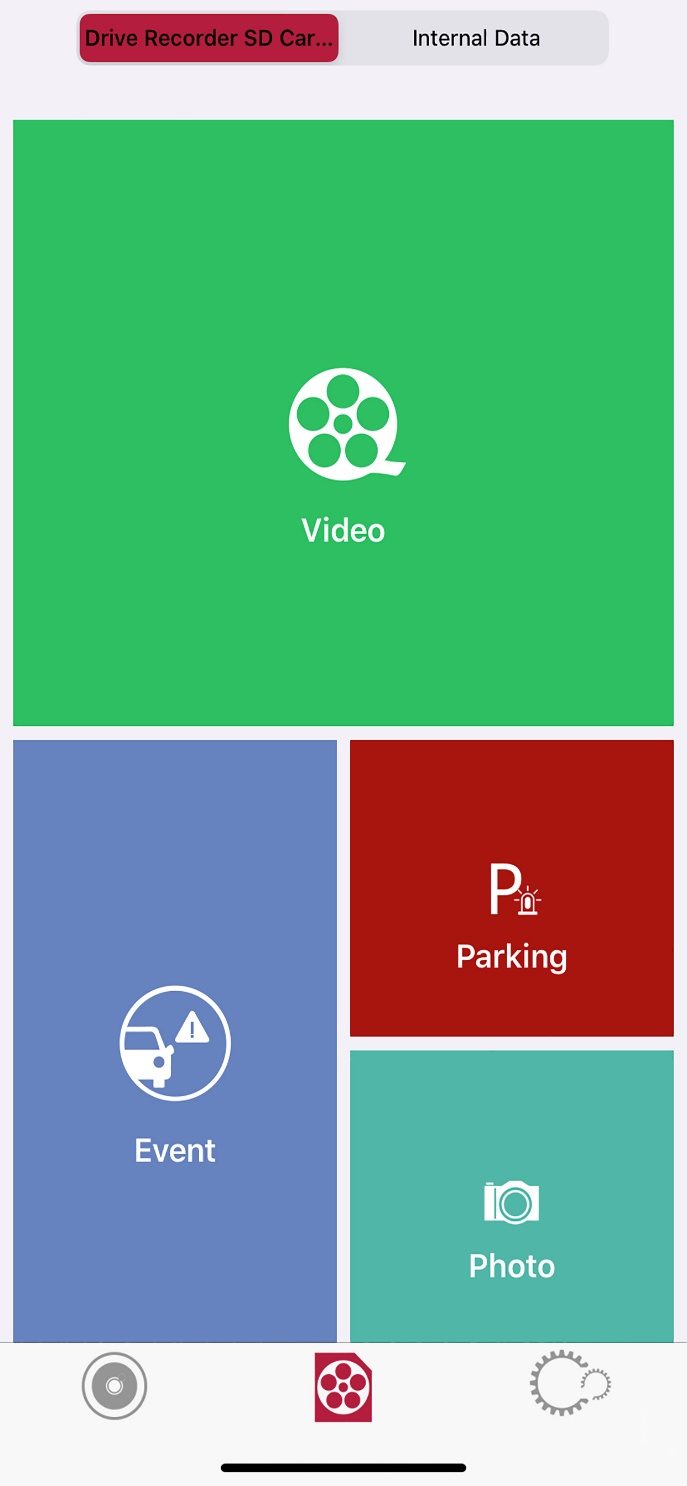 Drive Recorder SD Car...
Internal Data
Video
Event
P
Parking
Photo